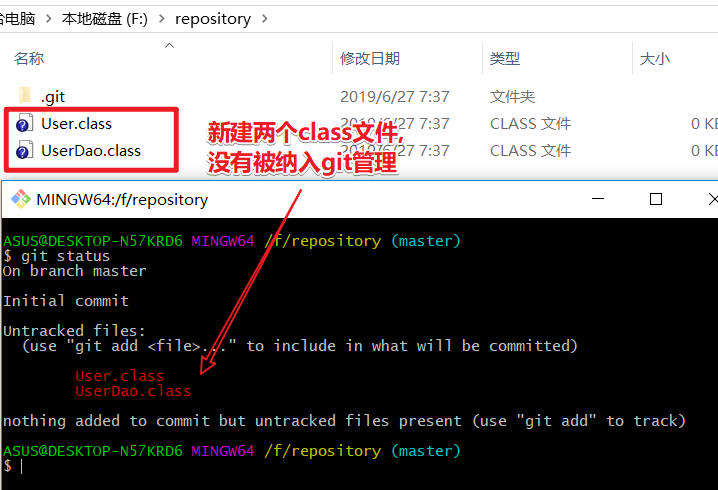 台电脑 > 本地磁盘 (F:) > repository >
名称 修改日期 类型 大小
.git 2019/6/27 7:37 文件夹
User.class 2019/6/27 7:37 CLASS 文件 0 K
UserDao.class 2019/6/27 7:37 CLASS 文件 0 K
新建两个class文件,
没有被纳入git管理
MINGW64:/f/repository
ASUS@DESKTOP-N57KRD6 MINGW64 /f/repository (master)
$ git status
On branch master
Initial commit
Untracked files:
(use "git add <file>..." to include in what will be committed)
User.class
UserDao.class
nothing added to commit but untracked files present (use "git add" to track)
ASUS@DESKTOP-N57KRD6 MINGW64 /f/repository (master)
$